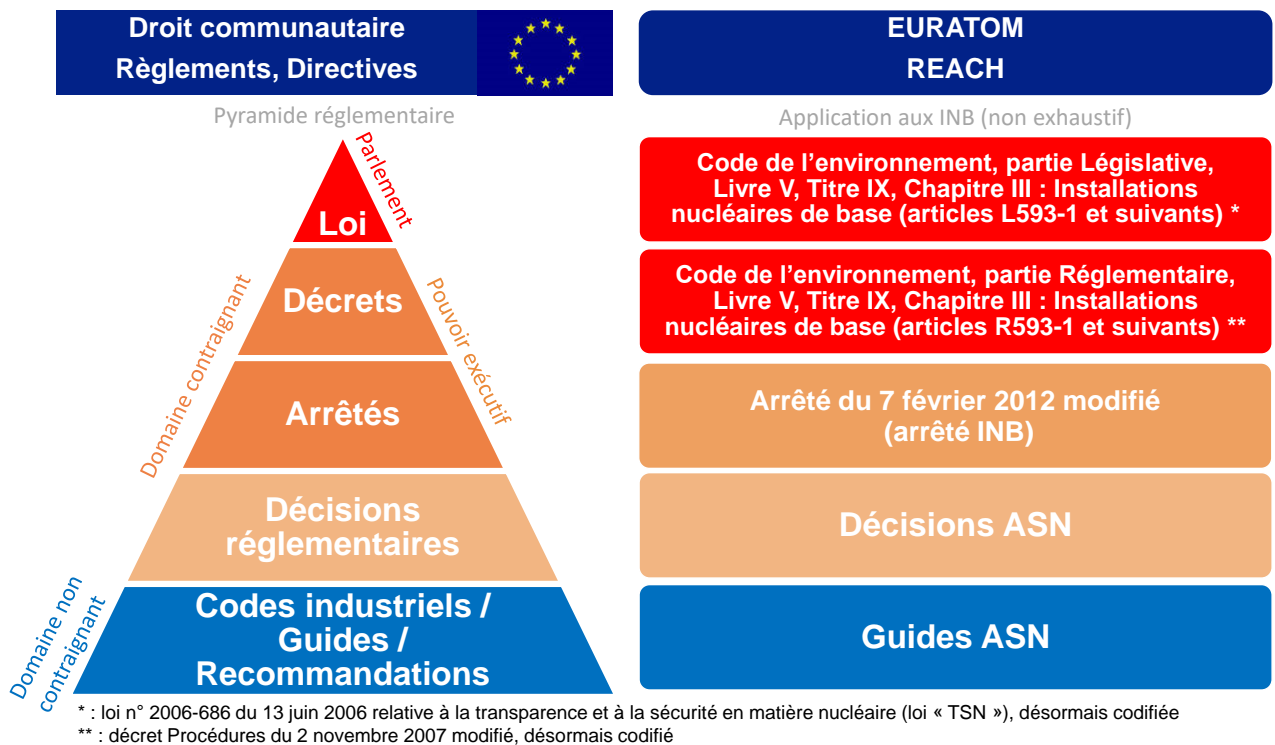 Droit communautaire
Règlements, Directives
EURATOM
REACH
Pyramide réglementaire
Application aux INB (non exhaustif)
Parlement
Loi
Code de l’environnement, partie Législative,
Livre V, Titre IX, Chapitre III : Installations
nucléaires de base (articles L593-1 et suivants) *
Domaine contraignant
Décrets
Pouvoir exécutif
Code de l’environnement, partie Réglementaire,
Livre V, Titre IX, Chapitre III : Installations
nucléaires de base (articles R593-1 et suivants) **
Arrêtés
Arrêté du 7 février 2012 modifié
(arrêté INB)
Décisions
réglementaires
Décisions ASN
Domaine non
contraignant
Codes industriels /
Guides /
Recommandations
Guides ASN
* : loi n° 2006-686 du 13 juin 2006 relative à la transparence et à la sécurité en matière nucléaire (loi « TSN »), désormais codifiée
** : décret Procédures du 2 novembre 2007 modifié, désormais codifié